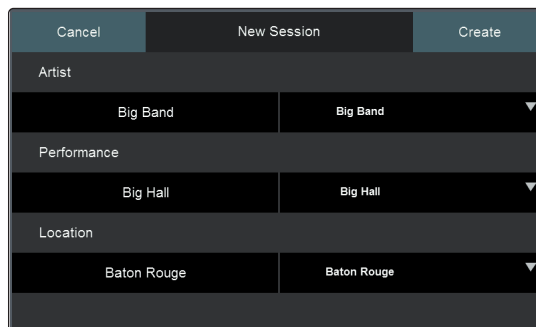 Cancel New Session Create
Artist
Big Band Big Band
Performance
Big Hall Big Hall
Location
Baton Rouge Baton Rouge